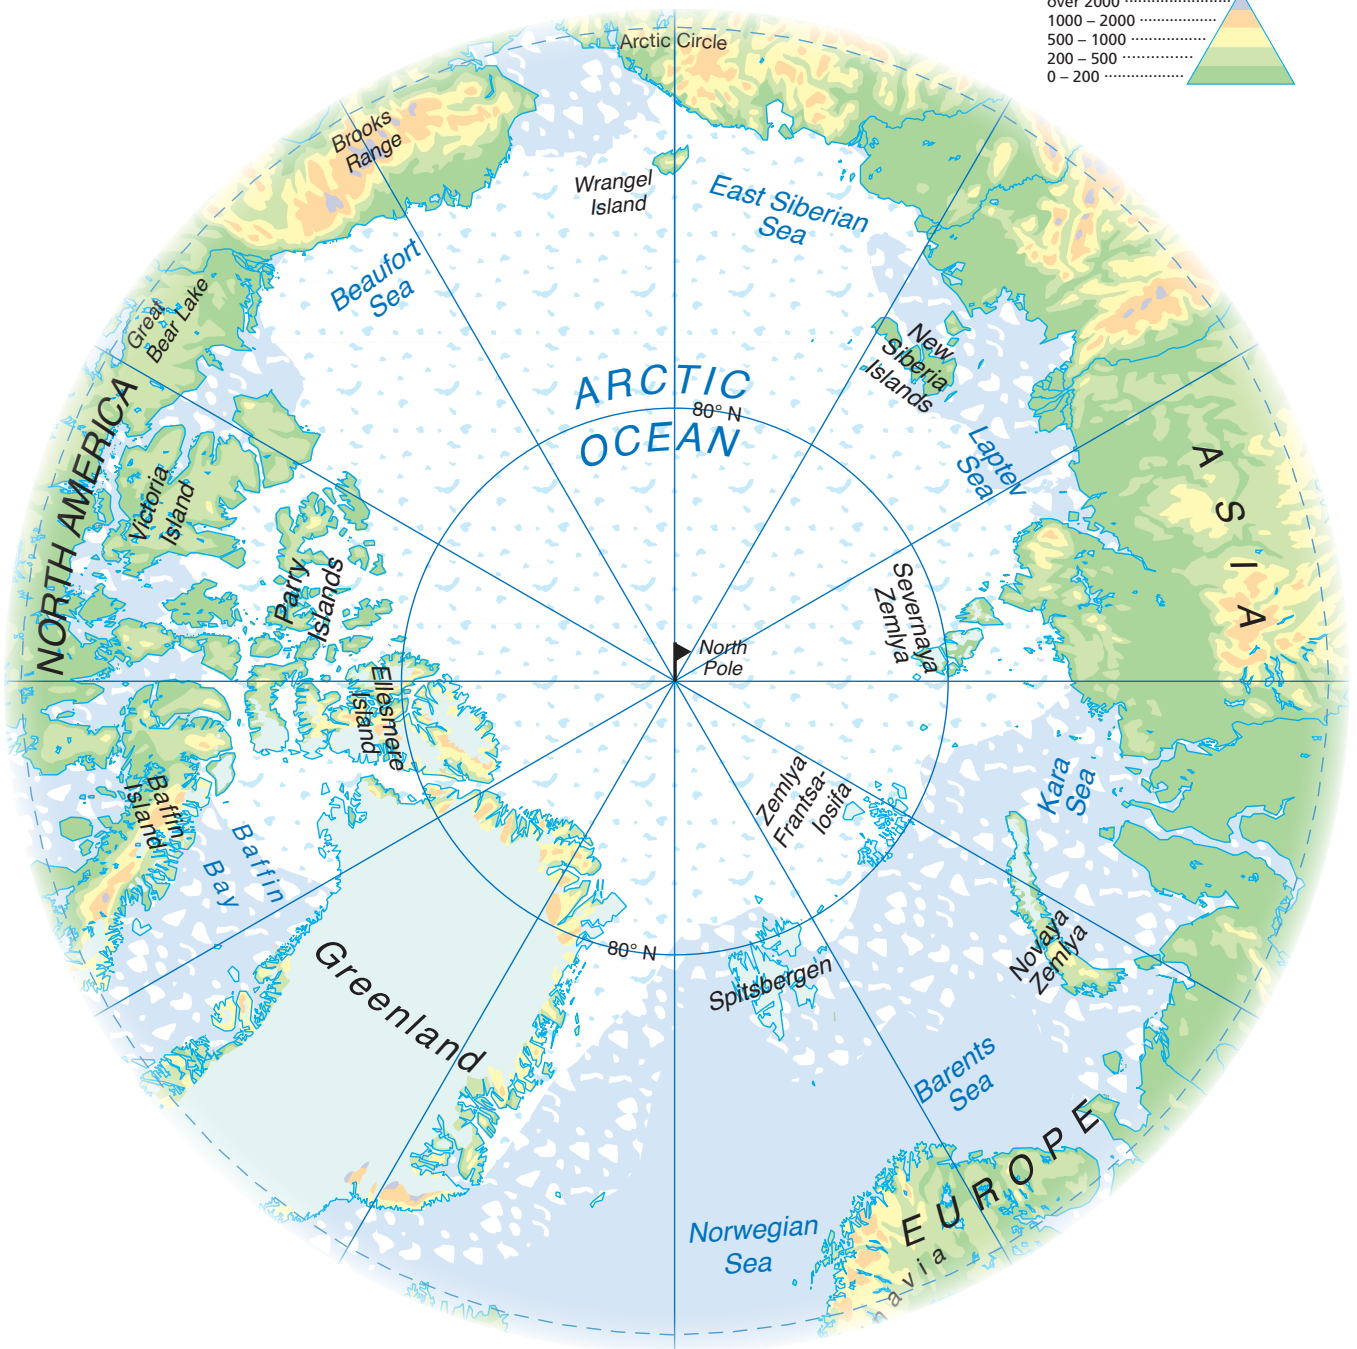 over 2000
1000 – 2000
500 – 1000
200 – 500
0 – 200
Arctic Circle
Brooks
Range
Wrangel
Island
East Siberian
Sea
Beaufort
Sea
Great
Bear Lake
New
Siberia
Islands
ARCTIC
80° N
OCEAN
Laptev
Sea
ASIA
NORTH AMERICA
Victoria
Island
Parry
Islands
Severnaya
Zemlya
North
Pole
Ellesmere
Island
Zemlya
Frantsa-
Iosifa
Kara
Sea
Baffin
Island
Baffin
Bay
Novaya
Zemlya
Greenland
80° N
Spitsbergen
Barents
Sea
EUROPE
Norwegian
Sea
avia